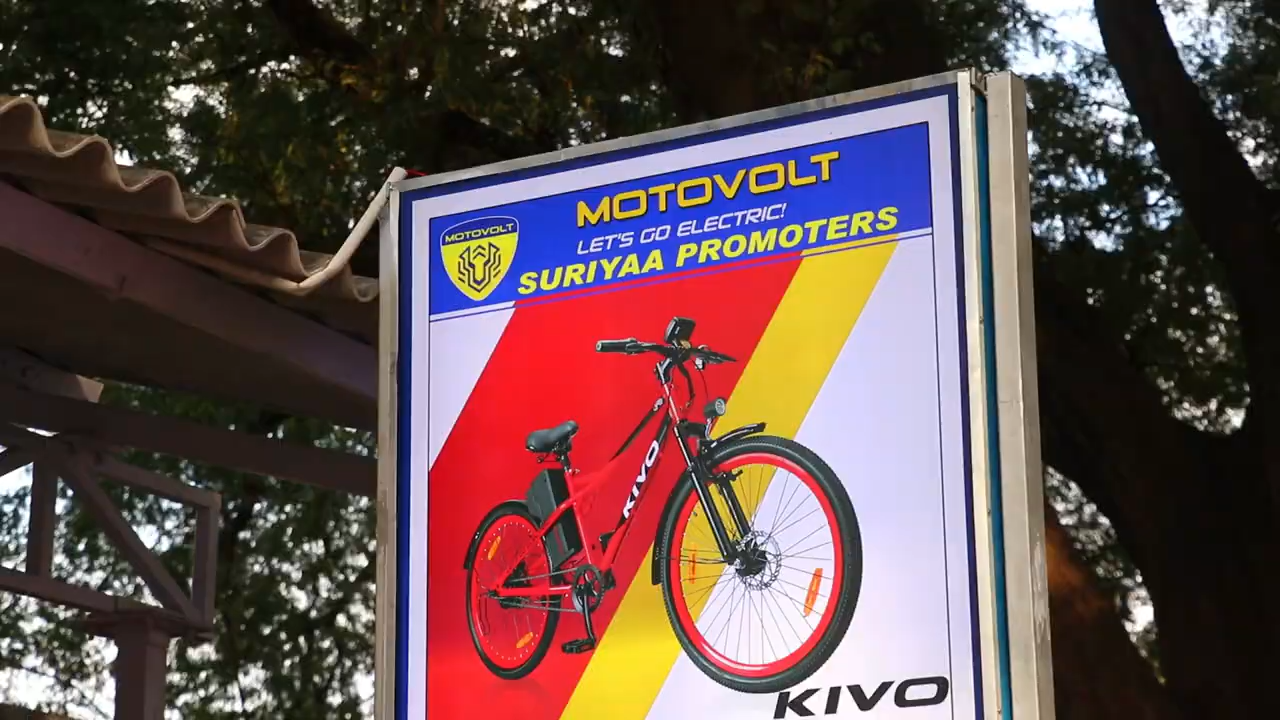 MOTOVOLT
LET'S GO ELECTRIC!
SURIYAA PROMOTERS
MOTOVOLT
KIVO
KIVO